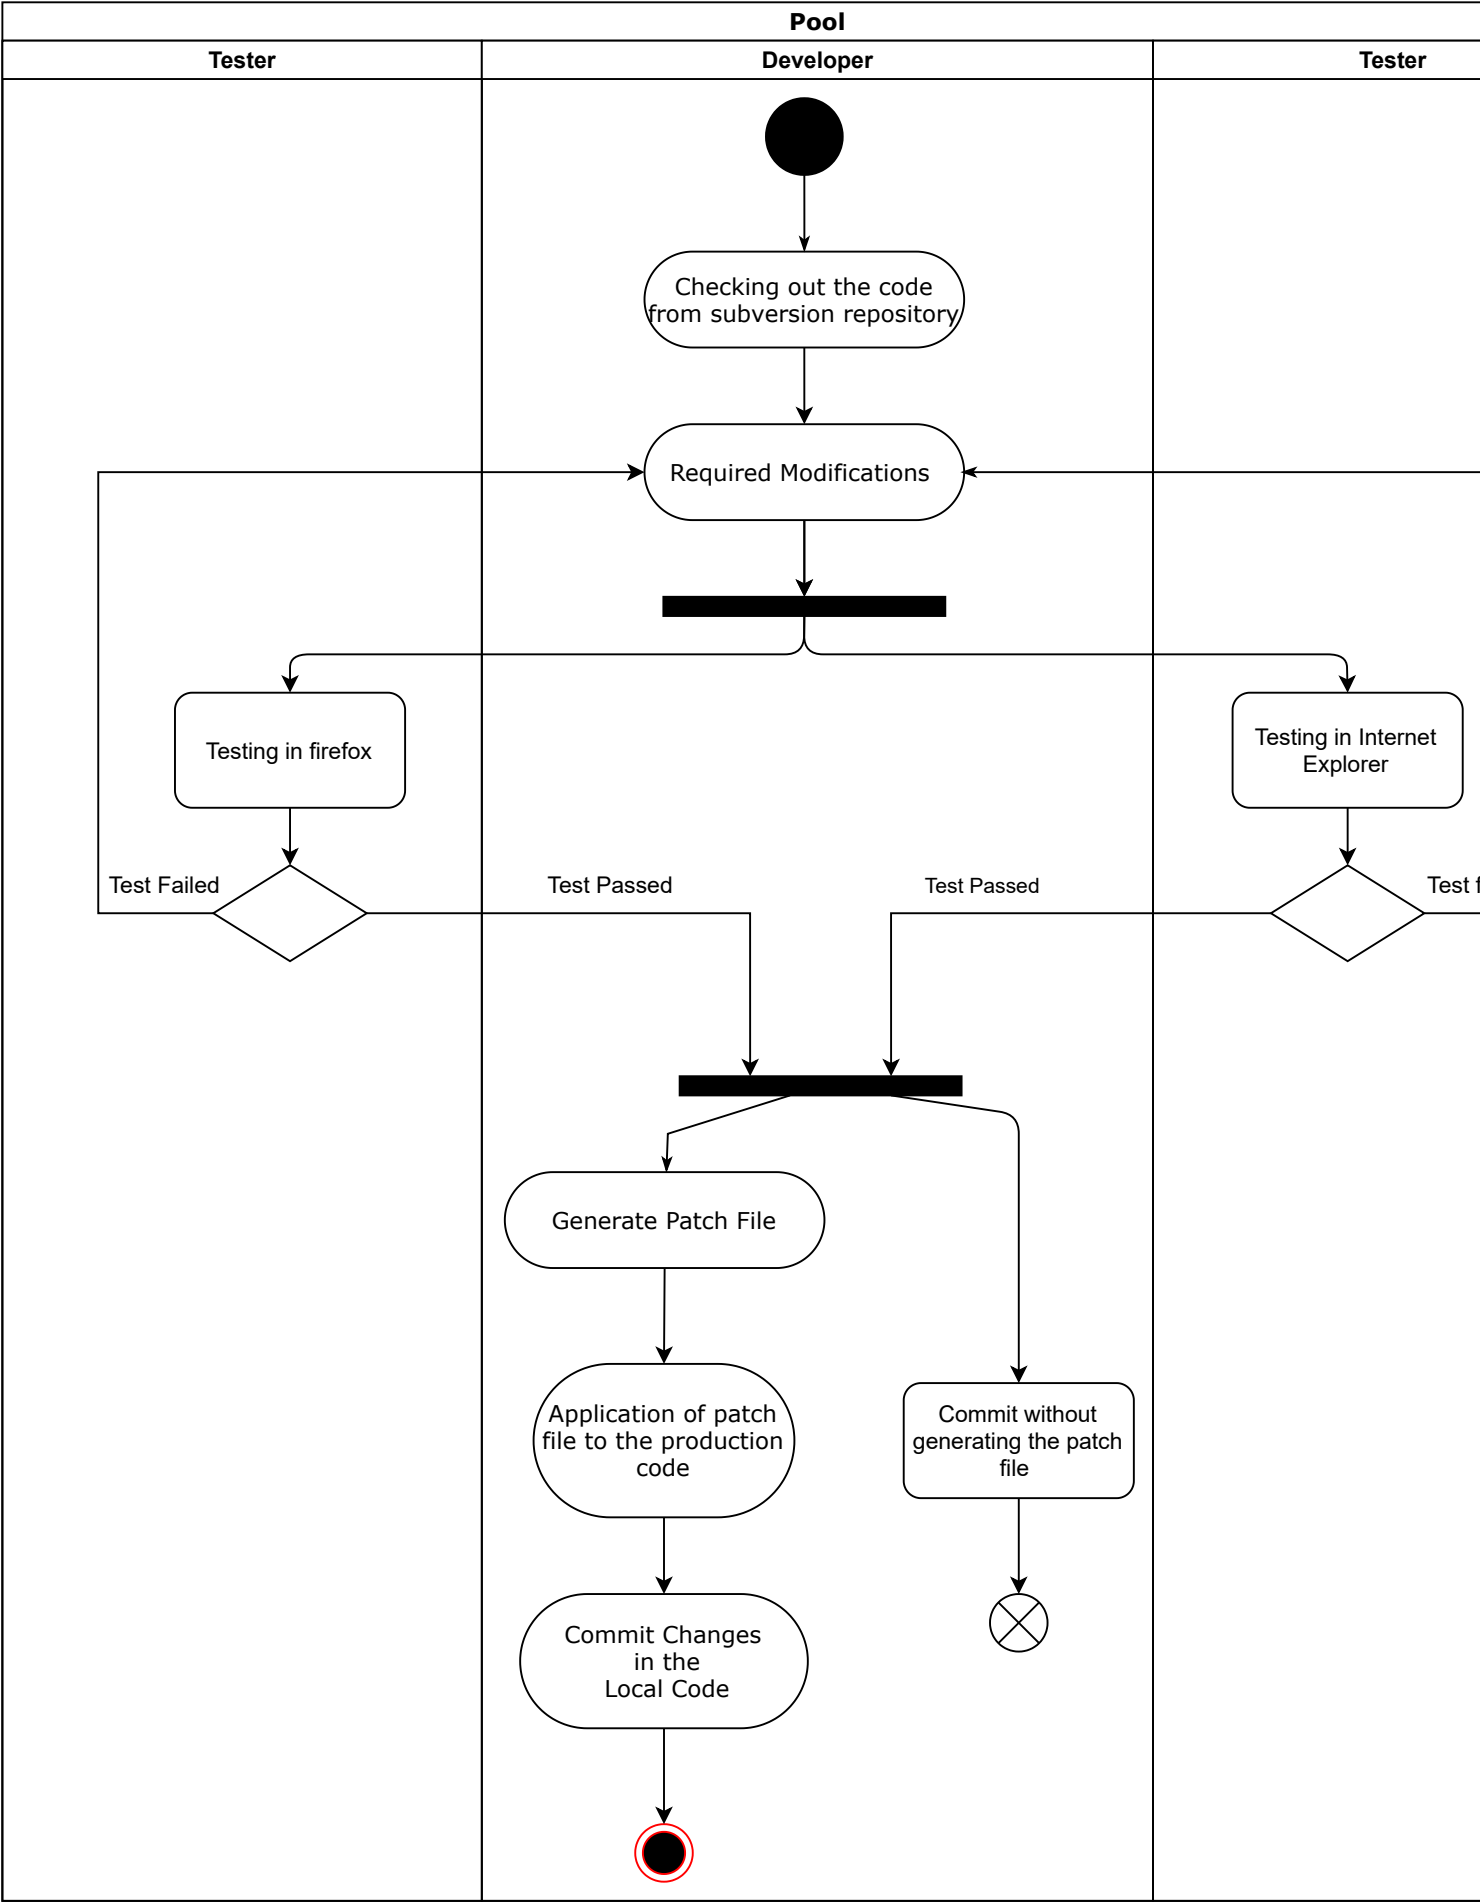 Pool
Tester
Developer
Tester
Checking out the code
from subversion repository
Required Modifications
Testing in firefox
Testing in Internet
Explorer
Test Failed
Test Passed
Test Passed
Test
Generate Patch File
Application of patch
file to the production
code
Commit without
generating the patch
file
Commit Changes
in the
Local Code